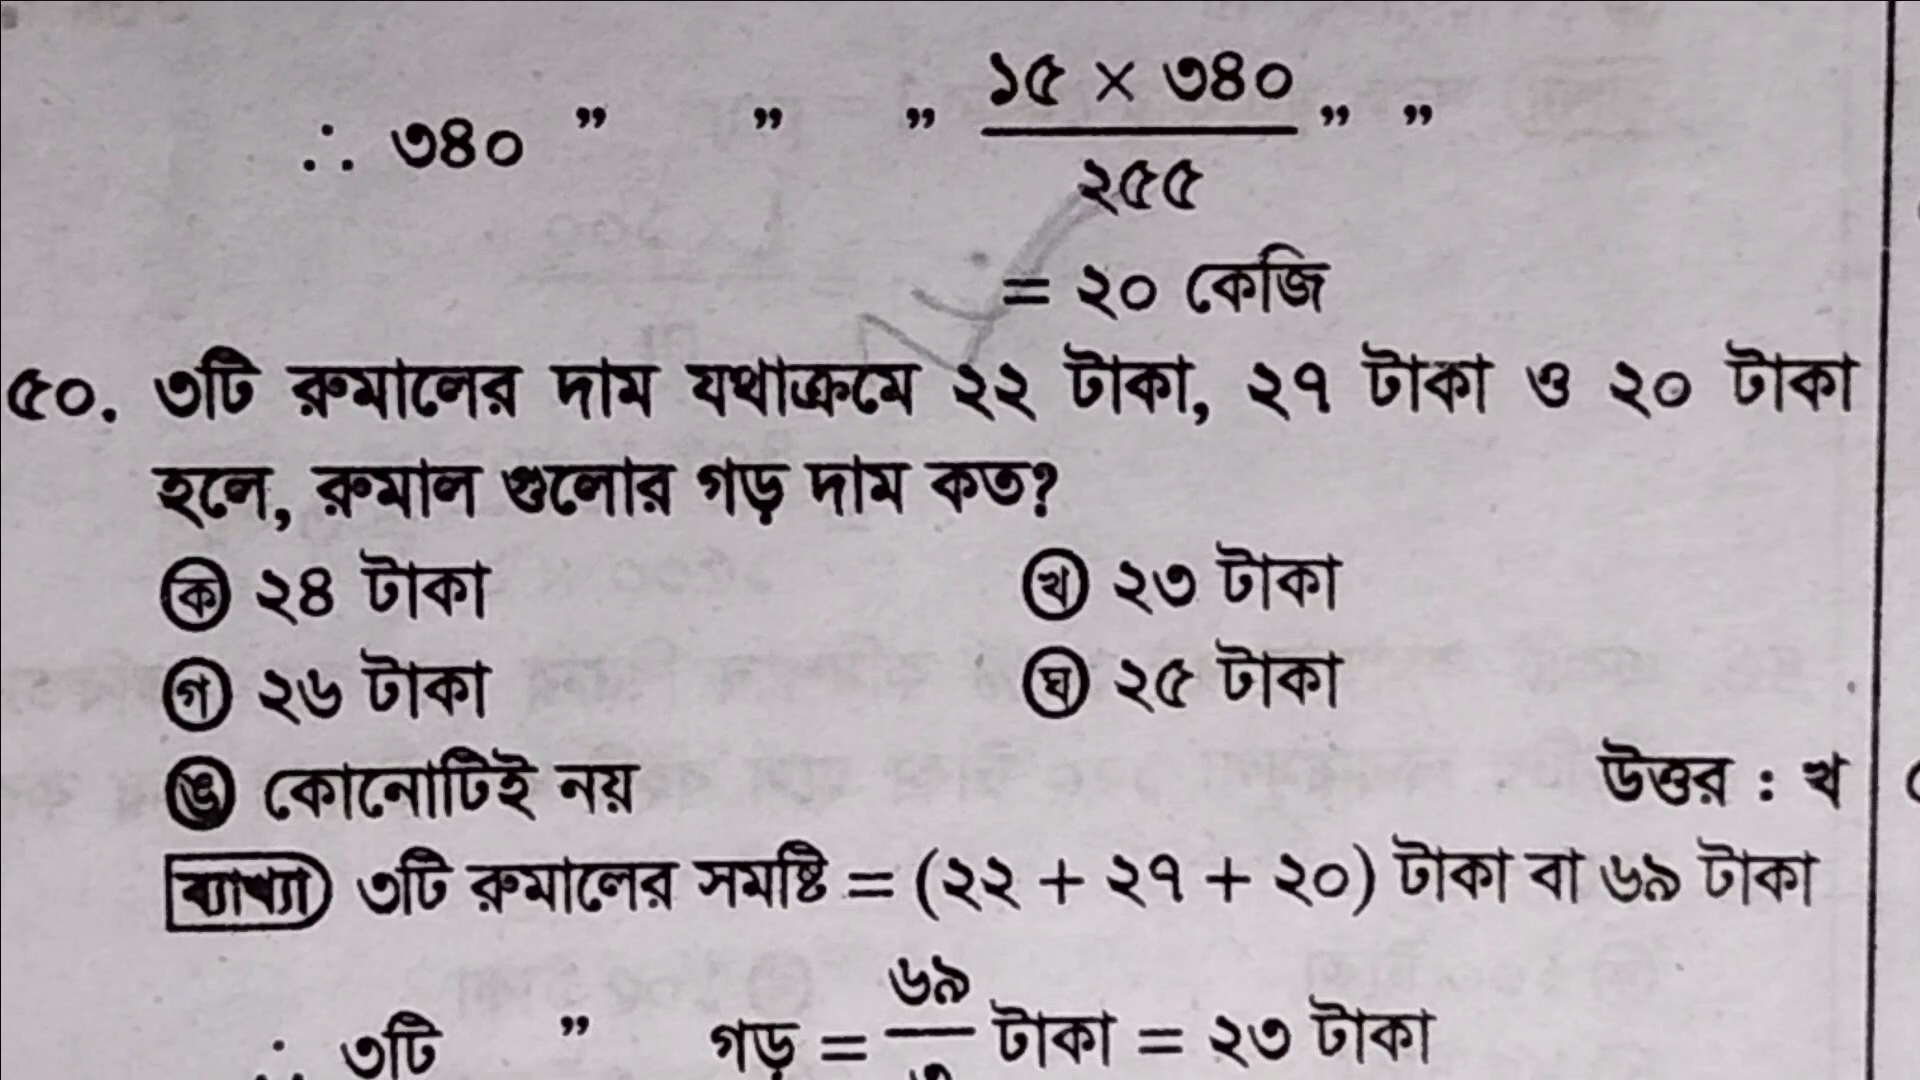 ∴ ৩৪০ ” ” ” ১৫ × ৩৪০ / ২৫৫ ” ”
= ২০ কেজি
৫০. ৩টি রুমালের দাম যথাক্রমে ২২ টাকা, ২৭ টাকা ও ২০ টাকা
হলে, রুমাল গুলোর গড় দাম কত?
ক ২৪ টাকা খ ২৩ টাকা
গ ২৬ টাকা ঘ ২৫ টাকা
ঙ কোনোটিই নয় উত্তর : খ
ব্যাখ্যা ৩টি রুমালের সমষ্টি = (২২ + ২৭ + ২০) টাকা বা ৬৯ টাকা
∴ ৩টি ” গড় = ৬৯ / ৩ টাকা = ২৩ টাকা